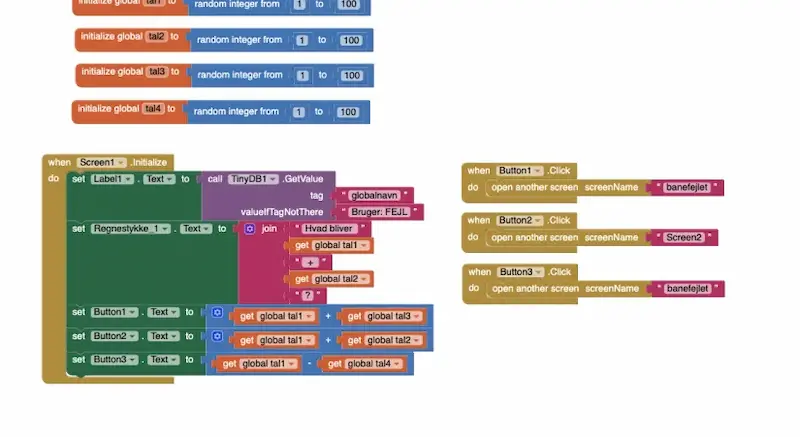 initialize global tal1 to random integer from 1 to 100
initialize global tal2 to random integer from 1 to 100
initialize global tal3 to random integer from 1 to 100
initialize global tal4 to random integer from 1 to 100
when Screen1 .Initialize
do set Label1 . Text to call TinyDB1 .GetValue
tag " globalnavn "
valueIfTagNotThere " Bruger: FEJL "
set Regnestykke_1 . Text to join " Hvad bliver "
get global tal1
" + "
get global tal2
" ? "
set Button1 . Text to get global tal1 + get global tal3
set Button2 . Text to get global tal1 + get global tal2
set Button3 . Text to get global tal1 - get global tal4
when Button1 .Click
do open another screen screenName " banefejlet "
when Button2 .Click
do open another screen screenName " Screen2 "
when Button3 .Click
do open another screen screenName " banefejlet "